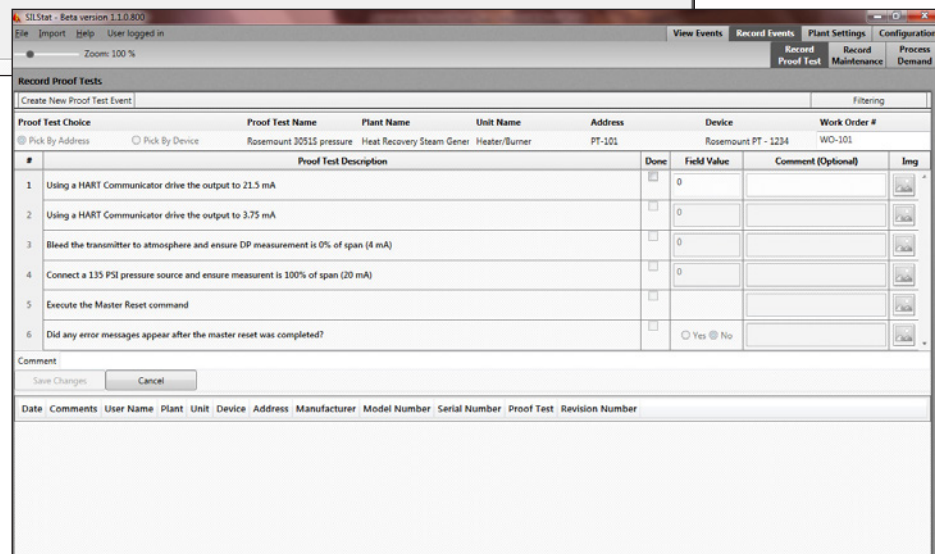 SILStat - Beta version 1.1.0.800
File Import Help User logged in
View Events Record Events Plant Settings Configuration
Zoom: 100 %
Record Proof Test Record Maintenance Process Demand
Record Proof Tests
Create New Proof Test Event Filtering
Proof Test Choice Proof Test Name Plant Name Unit Name Address Device Work Order #
Pick By Address Pick By Device Rosemount 3051S pressure Heat Recovery Steam Gener Heater/Burner PT-101 Rosemount PT - 1234 WO-101
# Proof Test Description Done Field Value Comment (Optional) Img
1 Using a HART Communicator drive the output to 21.5 mA 0
2 Using a HART Communicator drive the output to 3.75 mA 0
3 Bleed the transmitter to atmosphere and ensure DP measurement is 0% of span (4 mA) 0
4 Connect a 135 PSI pressure source and ensure measurent is 100% of span (20 mA) 0
5 Execute the Master Reset command
6 Did any error messages appear after the master reset was completed? Yes No
Comment
Save Changes Cancel
Date Comments User Name Plant Unit Device Address Manufacturer Model Number Serial Number Proof Test Revision Number